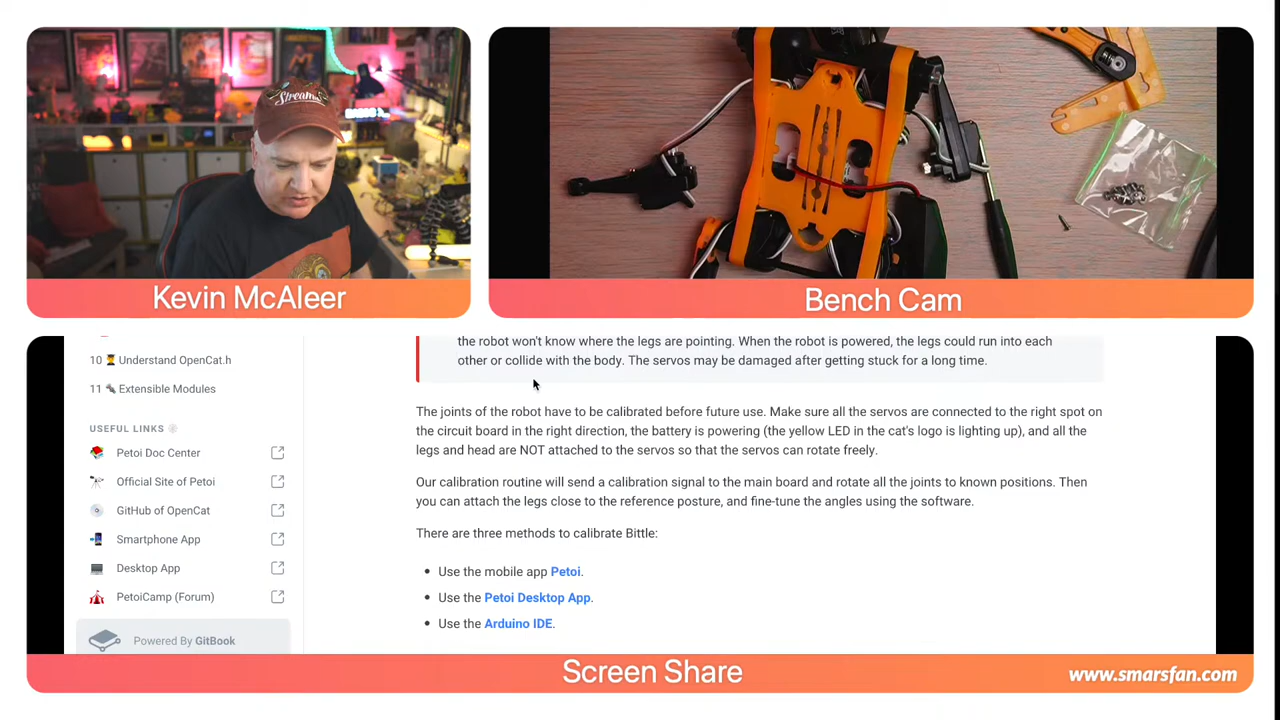 Stream
Kevin McAleer
Bench Cam
10 Understand OpenCat.h
11 Extensible Modules
USEFUL LINKS
Petoi Doc Center
Official Site of Petoi
GitHub of OpenCat
Smartphone App
Desktop App
PetoiCamp (Forum)
Powered By GitBook
the robot won't know where the legs are pointing. When the robot is powered, the legs could run into each
other or collide with the body. The servos may be damaged after getting stuck for a long time.
The joints of the robot have to be calibrated before future use. Make sure all the servos are connected to the right spot on
the circuit board in the right direction, the battery is powering (the yellow LED in the cat's logo is lighting up), and all the
legs and head are NOT attached to the servos so that the servos can rotate freely.
Our calibration routine will send a calibration signal to the main board and rotate all the joints to known positions. Then
you can attach the legs close to the reference posture, and fine-tune the angles using the software.
There are three methods to calibrate Bittle:
• Use the mobile app Petoi.
• Use the Petoi Desktop App.
• Use the Arduino IDE.
Screen Share
www.smarsfan.com